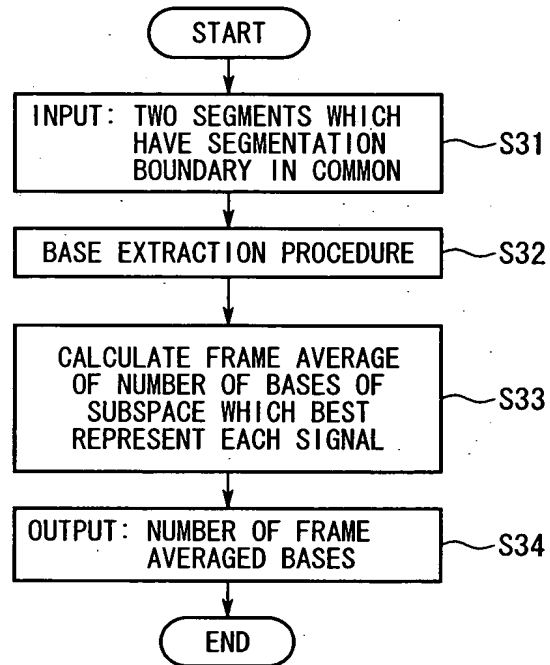 START
INPUT: TWO SEGMENTS WHICH
HAVE SEGMENTATION
BOUNDARY IN COMMON
S31
BASE EXTRACTION PROCEDURE
S32
CALCULATE FRAME AVERAGE
OF NUMBER OF BASES OF
SUBSPACE WHICH BEST
REPRESENT EACH SIGNAL
S33
OUTPUT: NUMBER OF FRAME
AVERAGED BASES
S34
END